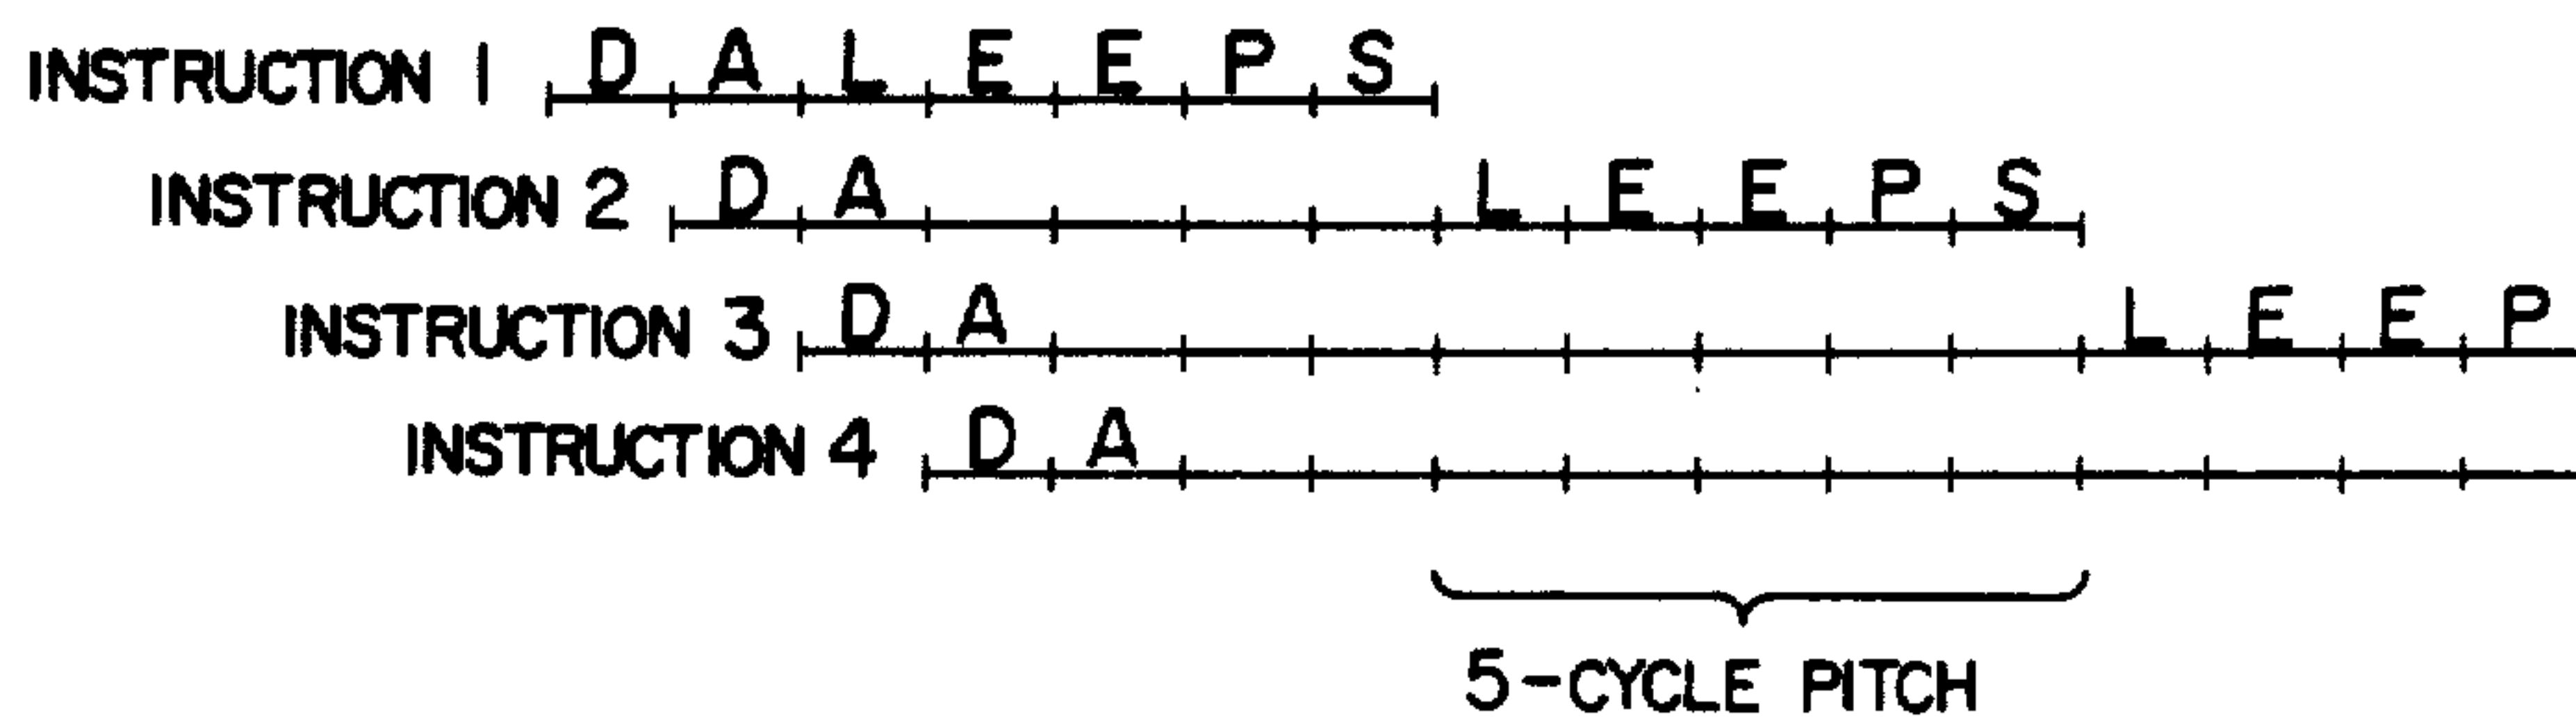 INSTRUCTION 1 D A L E E P S
INSTRUCTION 2 D A L E E P S
INSTRUCTION 3 D A L E E P
INSTRUCTION 4 D A
5-CYCLE PITCH